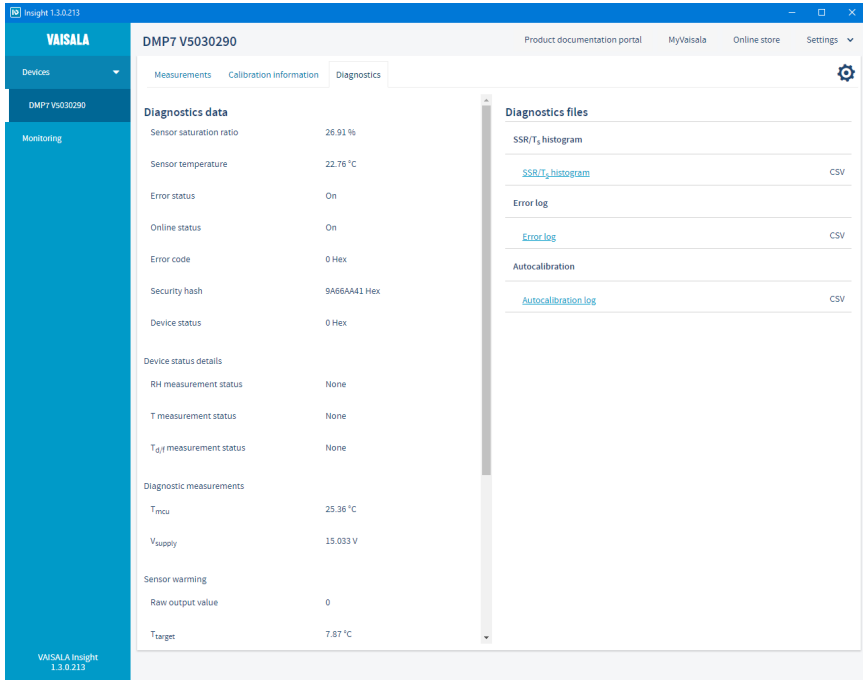 Insight 1.3.0.213
VAISALA
DMP7 V5030290
Product documentation portal
MyVaisala
Online store
Settings
Devices
DMP7 V5030290
Monitoring
Measurements
Calibration information
Diagnostics
Diagnostics data
Sensor saturation ratio 26.91 %
Sensor temperature 22.76 °C
Error status On
Online status On
Error code 0 Hex
Security hash 9A66AA41 Hex
Device status 0 Hex
Device status details
RH measurement status None
T measurement status None
Td/f measurement status None
Diagnostic measurements
Tmcu 25.36 °C
Vsupply 15.033 V
Sensor warming
Raw output value 0
Ttarget 7.87 °C
Diagnostics files
SSR/Ts histogram
SSR/Ts histogram CSV
Error log
Error log CSV
Autocalibration
Autocalibration log CSV
VAISALA Insight
1.3.0.213